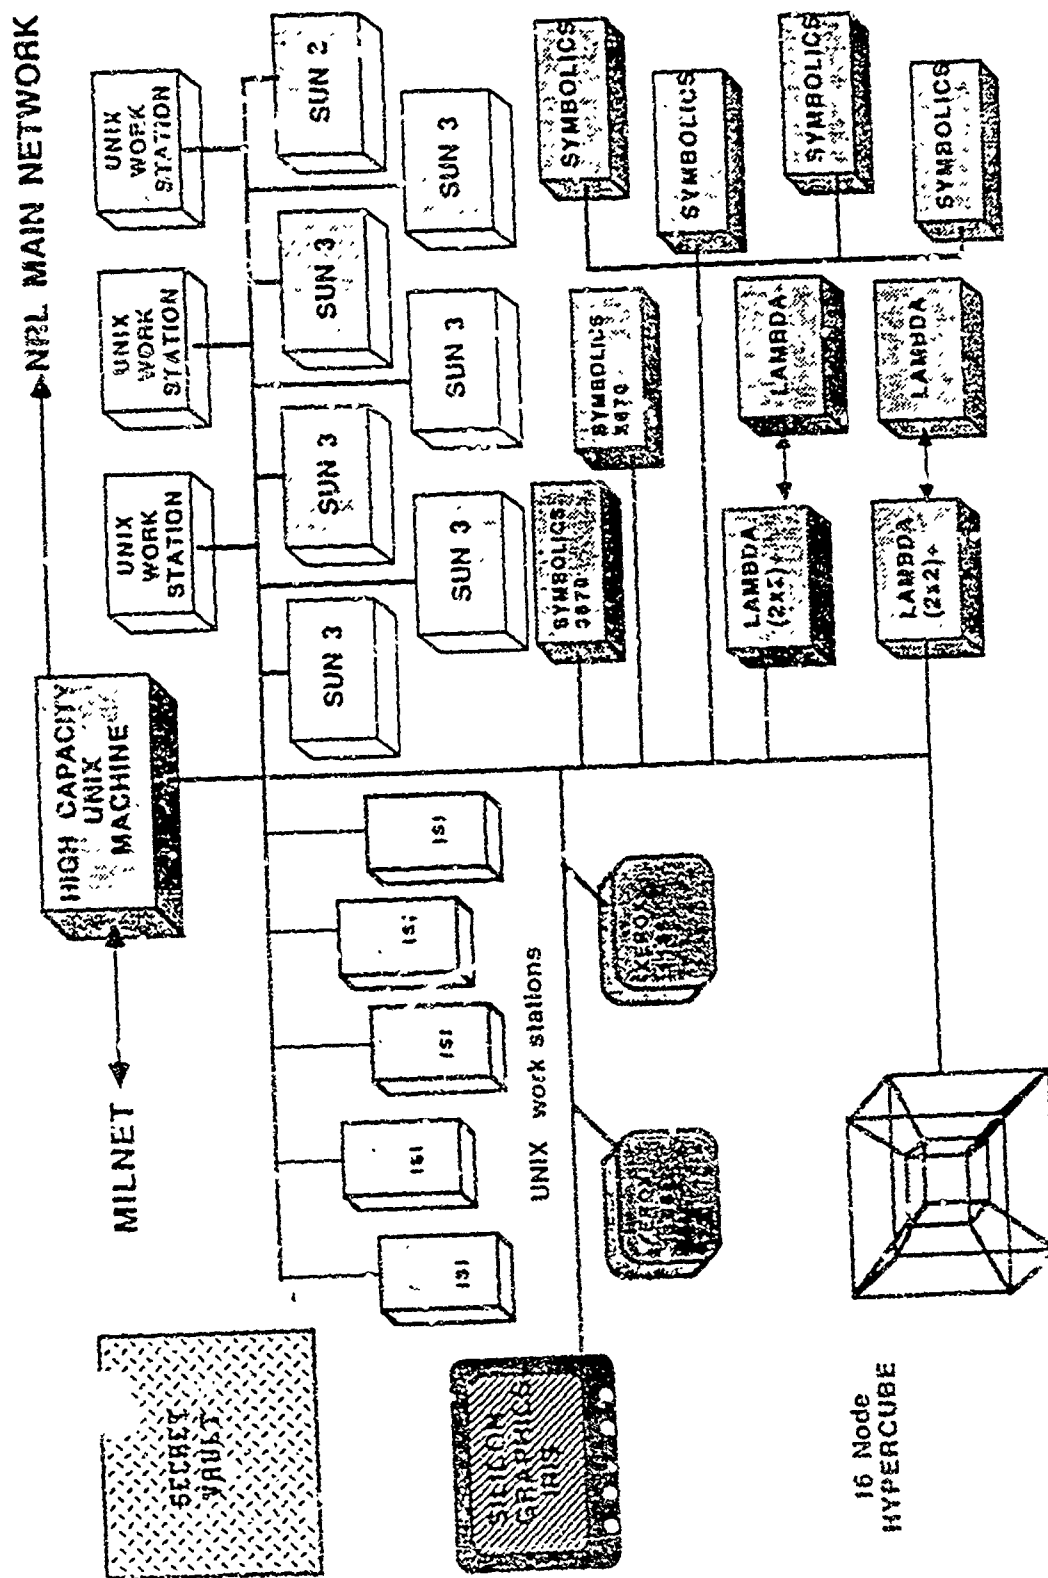 NRL MAIN NETWORK
HIGH CAPACITY
UNIX
MACHINE
MILNET
UNIX
WORK
STATION
UNIX
WORK
STATION
UNIX
WORK
STATION
SECRET
VAULT
SUN 3
SUN 3
SUN 3
SUN 2
ISI
ISI
ISI
ISI
ISI
SUN 3
SUN 3
SUN 3
UNIX work stations
SILICON
GRAPHICS
IRIS
XEROX
XEROX
SYMBOLICS
3670
SYMBOLICS
3670
SYMBOLICS
SYMBOLICS
SYMBOLICS
SYMBOLICS
LAMBDA
(2x2)+
LAMBDA
LAMBDA
(2x2)+
LAMBDA
16 Node
HYPERCUBE